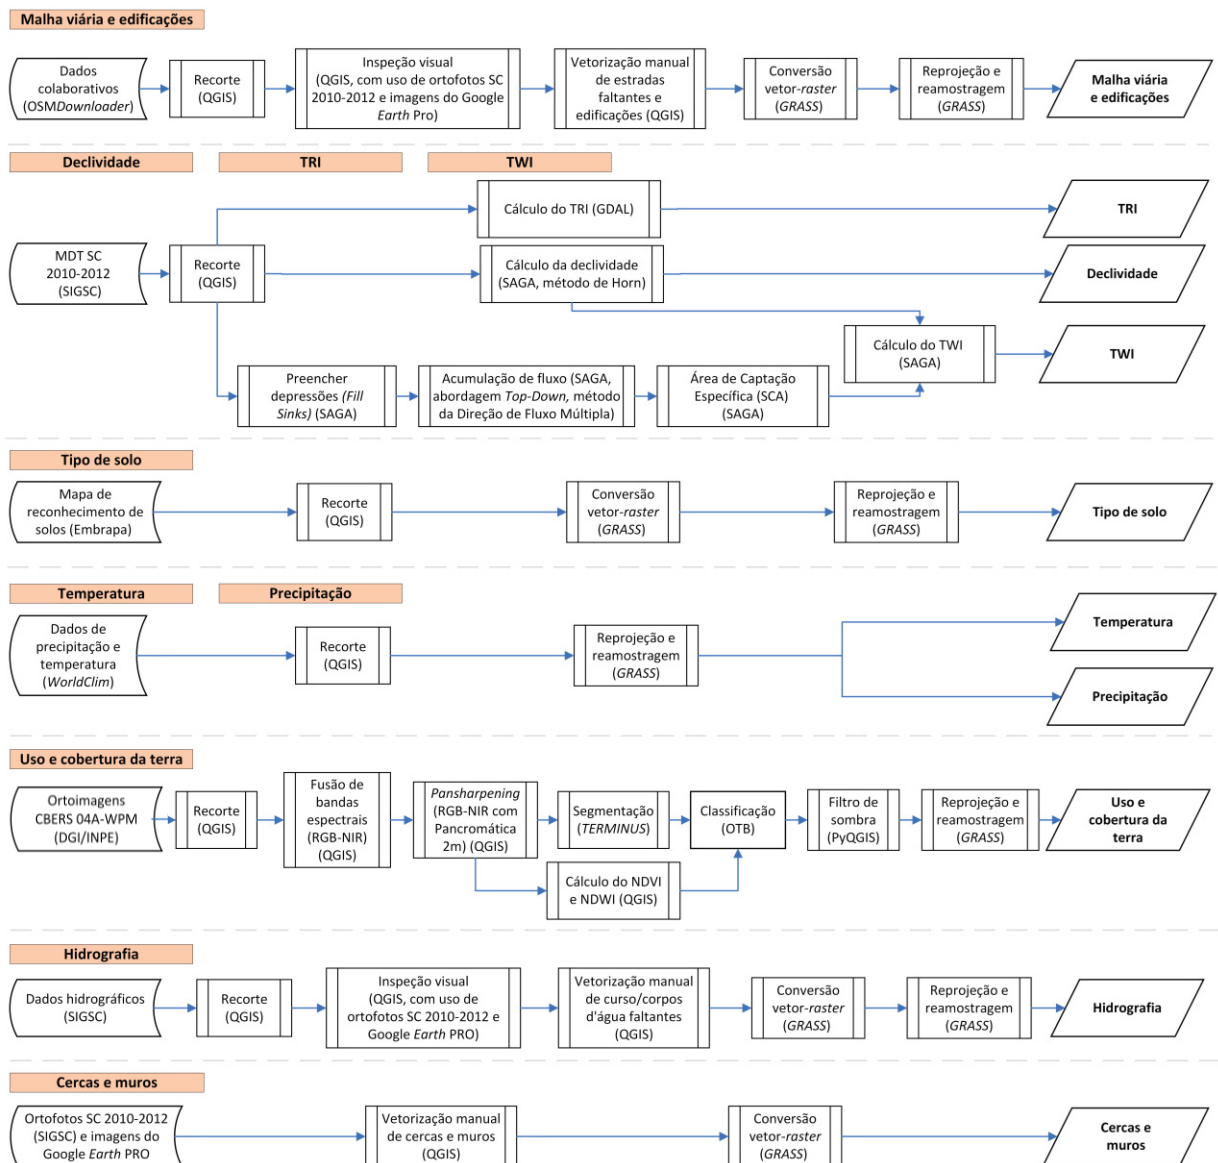 Malha viária e edificações
Dados
colaborativos
(OSMDownloader)
Recorte
(QGIS)
Inspeção visual
(QGIS, com uso de ortofotos SC
2010-2012 e imagens do Google
Earth Pro)
Vetorização manual
de estradas
faltantes e
edificações (QGIS)
Conversão
vetor-raster
(GRASS)
Reprojeção e
reamostragem
(GRASS)
Malha viária
e edificações
Declividade
TRI
TWI
MDT SC
2010-2012
(SIGSC)
Recorte
(QGIS)
Cálculo do TRI (GDAL)
TRI
Cálculo da declividade
(SAGA, método de Horn)
Declividade
Preencher
depressões (Fill
Sinks) (SAGA)
Acumulação de fluxo (SAGA,
abordagem Top-Down, método
da Direção de Fluxo Múltipla)
Área de Captação
Específica (SCA)
(SAGA)
Cálculo do TWI
(SAGA)
TWI
Tipo de solo
Mapa de
reconhecimento de
solos (Embrapa)
Recorte
(QGIS)
Conversão
vetor-raster
(GRASS)
Reprojeção e
reamostragem
(GRASS)
Tipo de solo
Temperatura
Precipitação
Dados de
precipitação e
temperatura
(WorldClim)
Recorte
(QGIS)
Reprojeção e
reamostragem
(GRASS)
Temperatura
Precipitação
Uso e cobertura da terra
Ortoimagens
CBERS 04A-WPM
(DGI/INPE)
Recorte
(QGIS)
Fusão de
bandas
espectrais
(RGB-NIR)
(QGIS)
Pansharpening
(RGB-NIR com
Pancromática
2m) (QGIS)
Segmentação
(TERMINUS)
Cálculo do NDVI
e NDWI (QGIS)
Classificação
(OTB)
Filtro de
sombra
(PyQGIS)
Reprojeção e
reamostragem
(GRASS)
Uso e
cobertura da
terra
Hidrografia
Dados hidrográficos
(SIGSC)
Recorte
(QGIS)
Inspeção visual
(QGIS, com uso de
ortofotos SC 2010-2012 e
Google Earth PRO)
Vetorização manual
de curso/corpos
d'água faltantes
(QGIS)
Conversão
vetor-raster
(GRASS)
Reprojeção e
reamostragem
(GRASS)
Hidrografia
Cercas e muros
Ortofotos SC 2010-2012
(SIGSC) e imagens do
Google Earth PRO
Vetorização manual
de cercas e muros
(QGIS)
Conversão
vetor-raster
(GRASS)
Cercas e
muros